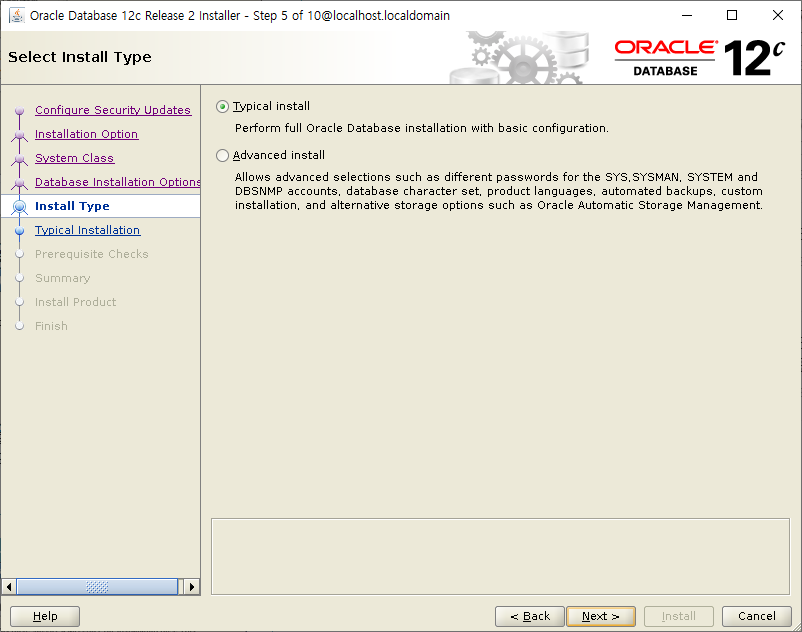 Oracle Database 12c Release 2 Installer - Step 5 of 10@localhost.localdomain
Select Install Type
ORACLE
DATABASE
12c
Configure Security Updates
Installation Option
System Class
Database Installation Options
Install Type
Typical Installation
Prerequisite Checks
Summary
Install Product
Finish
Typical install
Perform full Oracle Database installation with basic configuration.
Advanced install
Allows advanced selections such as different passwords for the SYS,SYSMAN, SYSTEM and
DBSNMP accounts, database character set, product languages, automated backups, custom
installation, and alternative storage options such as Oracle Automatic Storage Management.
Help
< Back
Next >
Install
Cancel